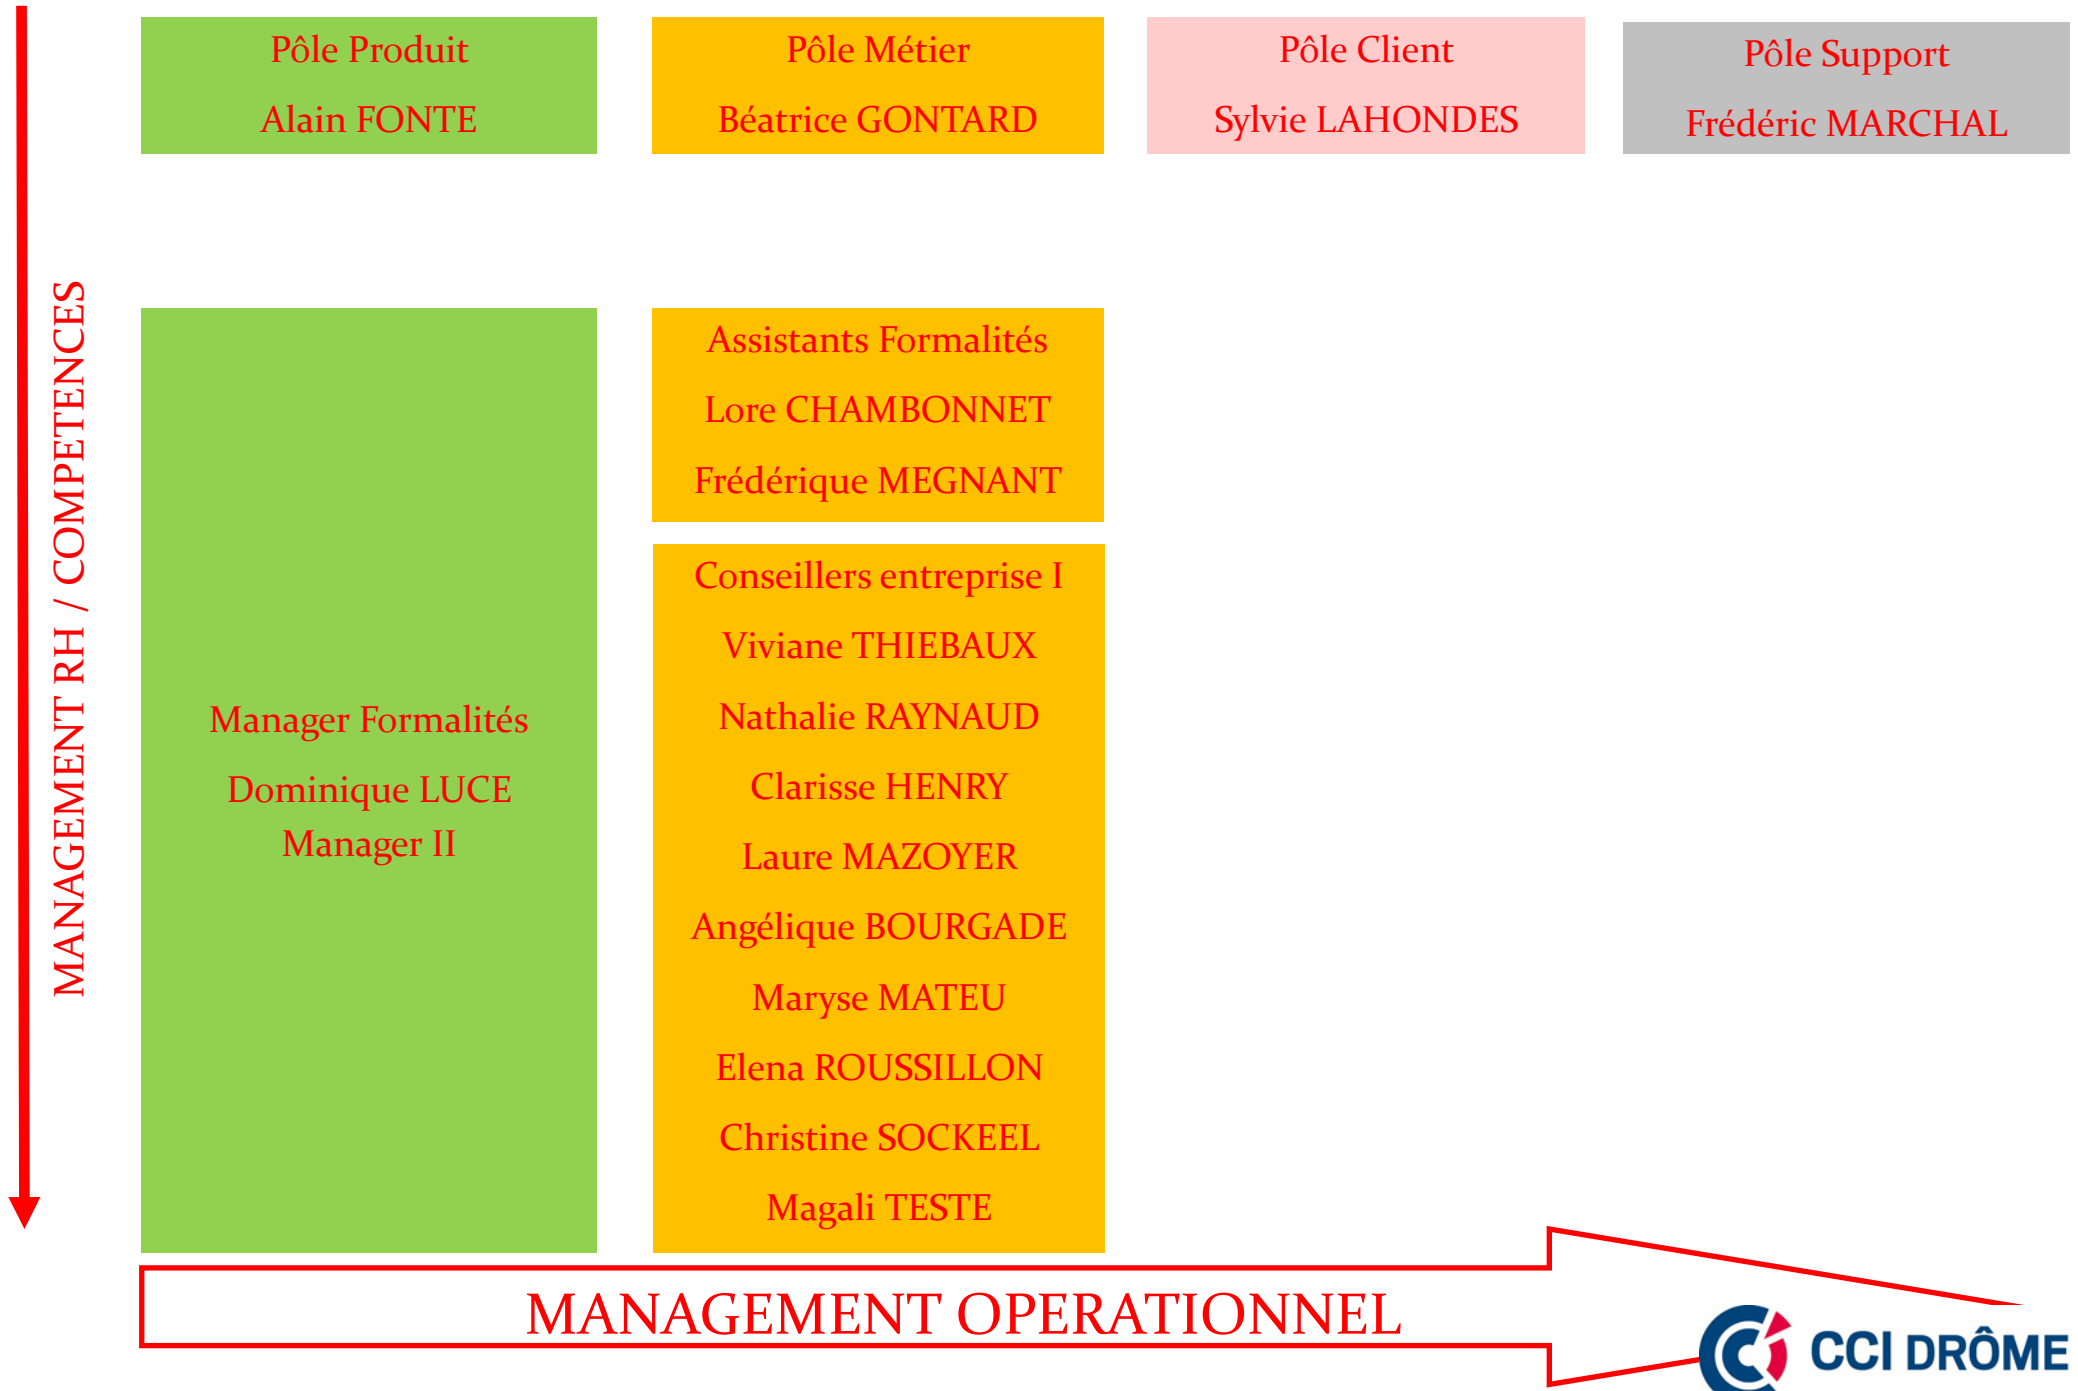 Pôle Produit
Alain FONTE
Pôle Métier
Béatrice GONTARD
Pôle Client
Sylvie LAHONDES
Pôle Support
Frédéric MARCHAL
MANAGEMENT RH / COMPETENCES
Manager Formalités
Dominique LUCE
Manager II
Assistants Formalités
Lore CHAMBONNET
Frédérique MEGNANT
Conseillers entreprise I
Viviane THIEBAUX
Nathalie RAYNAUD
Clarisse HENRY
Laure MAZOYER
Angélique BOURGADE
Maryse MATEU
Elena ROUSSILLON
Christine SOCKEEL
Magali TESTE
MANAGEMENT OPERATIONNEL
CCI DRÔME